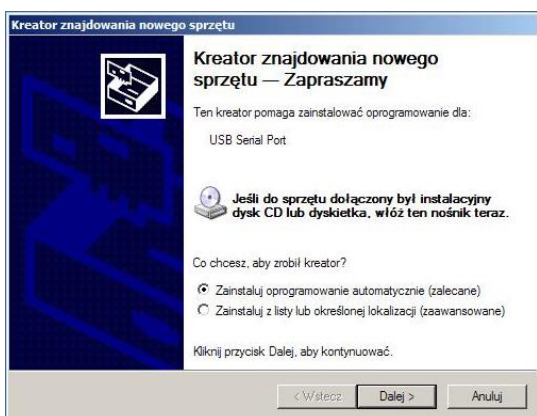 Kreator znajdowania nowego sprzętu
Kreator znajdowania nowego
sprzętu — Zapraszamy
Ten kreator pomaga zainstalować oprogramowanie dla:
USB Serial Port
Jeśli do sprzętu dołączony był instalacyjny
dysk CD lub dyskietka, włóż ten nośnik teraz.
Co chcesz, aby zrobił kreator?
Zainstaluj oprogramowanie automatycznie (zalecane)
Zainstaluj z listy lub określonej lokalizacji (zaawansowane)
Kliknij przycisk Dalej, aby kontynuować.
< Wstecz Dalej > Anuluj